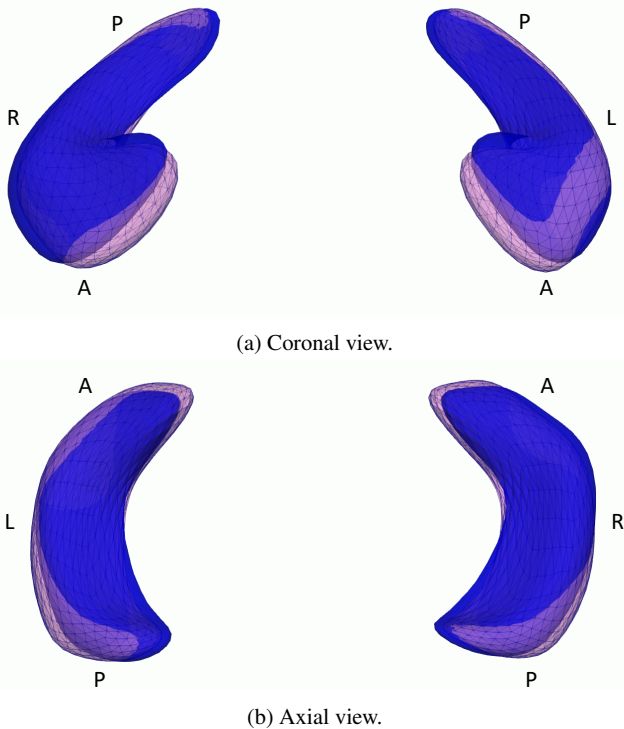 P P
R L
A A
(a) Coronal view.
A A
L R
P P
(b) Axial view.